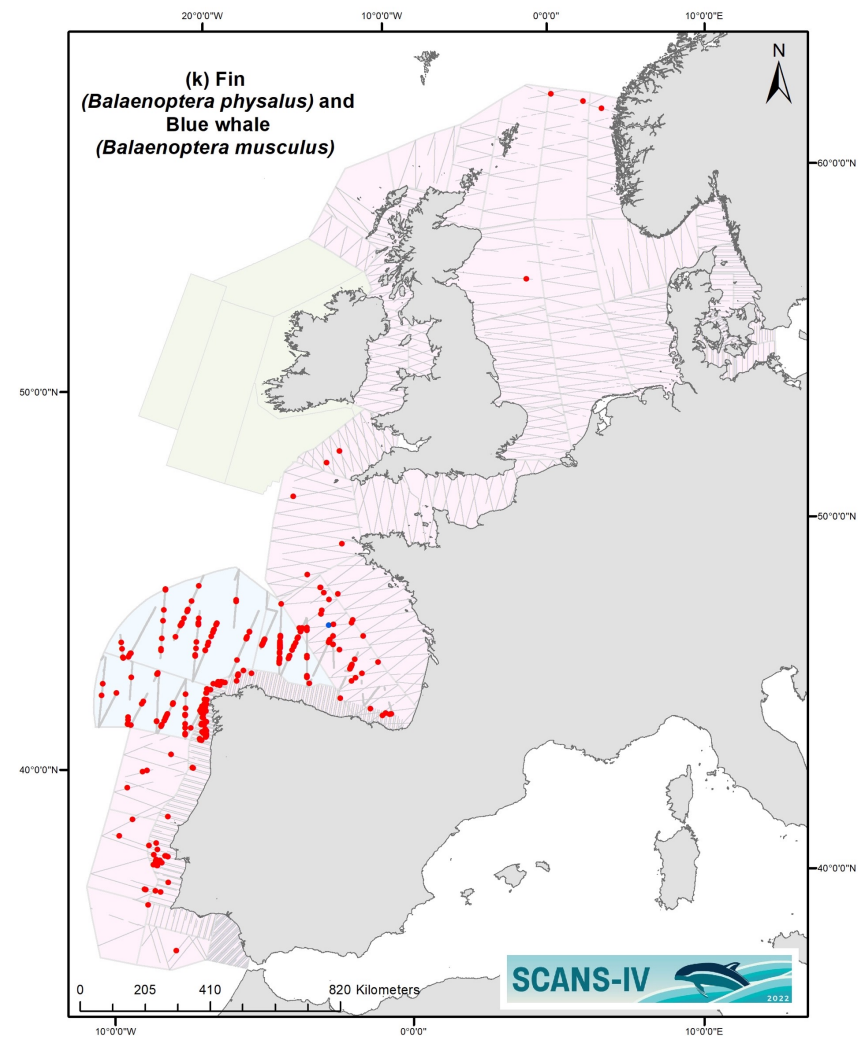 20°0'0"W 10°0'0"W 0°0'0" 10°0'0"E
(k) Fin
(Balaenoptera physalus) and
Blue whale
(Balaenoptera musculus)
N
60°0'0"N
50°0'0"N
50°0'0"N
40°0'0"N
40°0'0"N
SCANS-IV
2022
0 205 410 820 Kilometers
10°0'0"W 0°0'0" 10°0'0"E